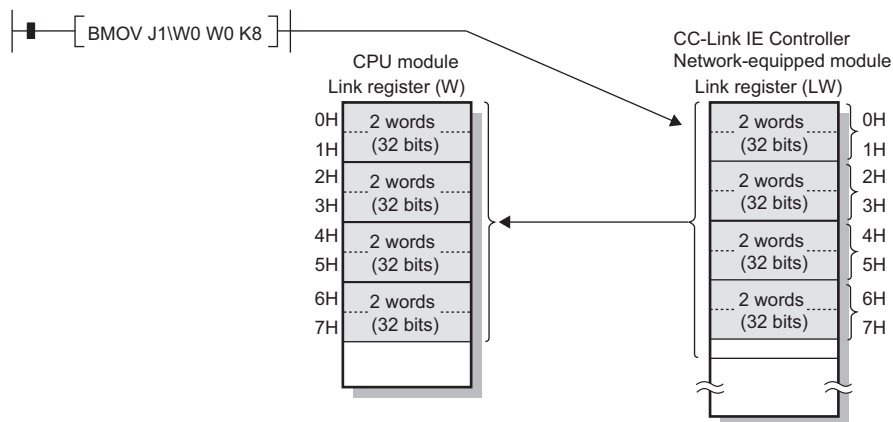 BMOV J1\W0 W0 K8
CPU module
Link register (W)
0H
2 words
(32 bits)
1H
2H
2 words
(32 bits)
3H
4H
2 words
(32 bits)
5H
6H
2 words
(32 bits)
7H
CC-Link IE Controller
Network-equipped module
Link register (LW)
2 words
(32 bits)
0H
1H
2 words
(32 bits)
2H
3H
2 words
(32 bits)
4H
5H
2 words
(32 bits)
6H
7H